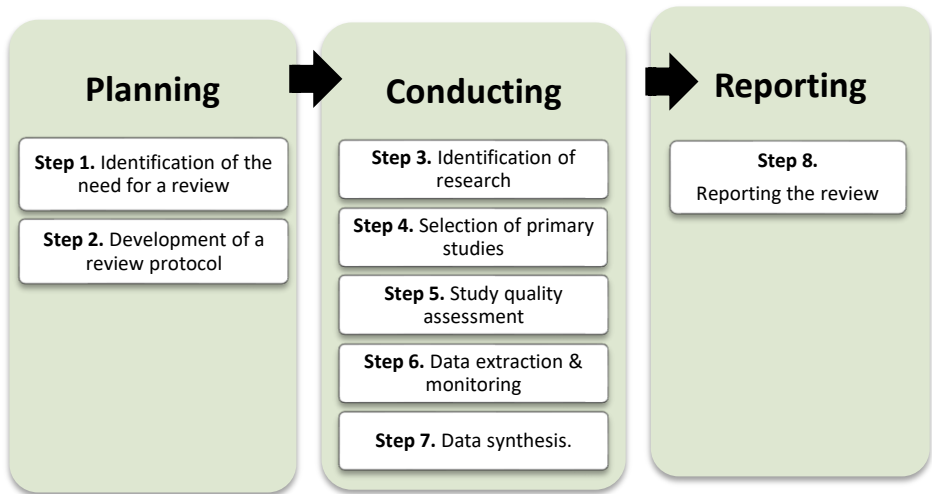 Planning
Step 1. Identification of the
need for a review
Step 2. Development of a
review protocol
Conducting
Step 3. Identification of
research
Step 4. Selection of primary
studies
Step 5. Study quality
assessment
Step 6. Data extraction &
monitoring
Step 7. Data synthesis.
Reporting
Step 8.
Reporting the review